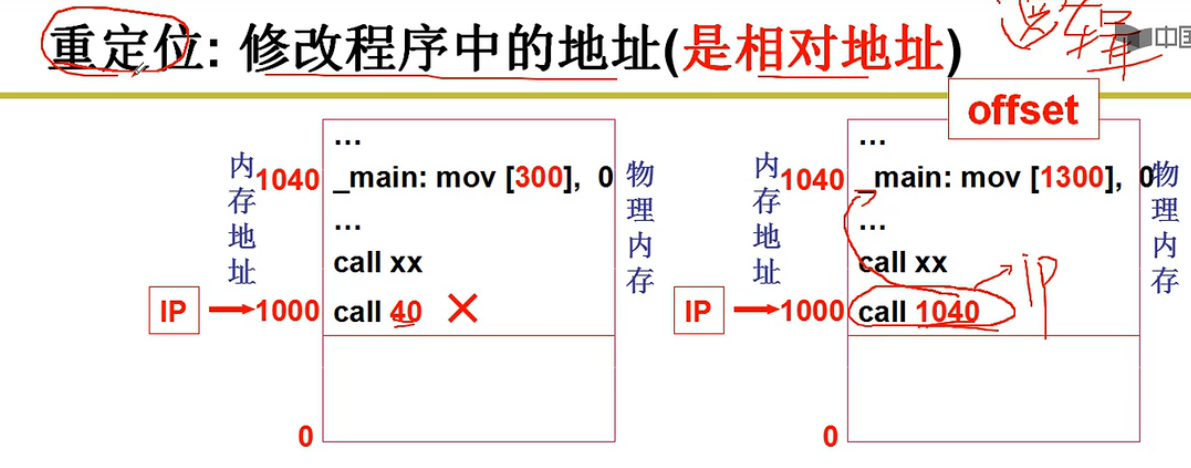 重定位: 修改程序中的地址(是相对地址)
选择
中国
offset
内存地址
1040
...
_main: mov [300], 0
...
call xx
IP
1000
call 40
0
物理内存
内存地址
1040
...
_main: mov [1300], 0
...
call xx
IP
IP
1000
call 1040
0
物理内存